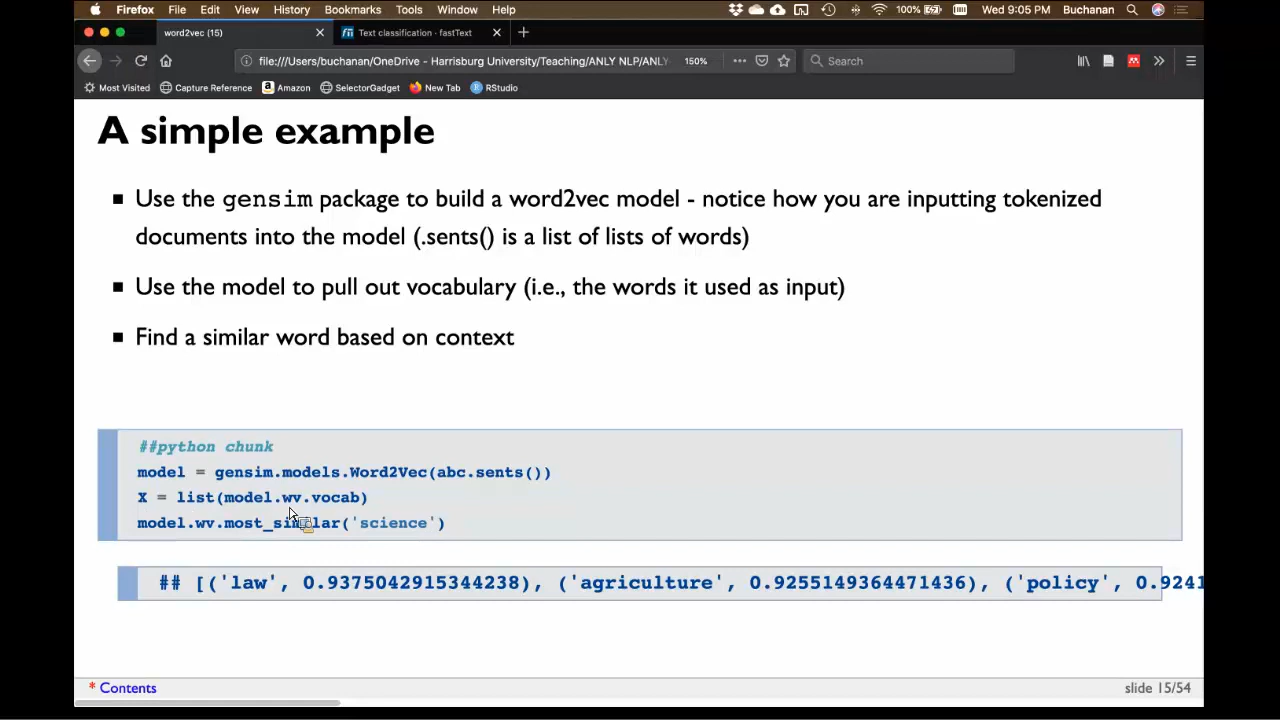 Firefox File Edit View History Bookmarks Tools Window Help 100% Wed 9:05 PM Buchanan
word2vec (15) Text classification · fastText
file:///Users/buchanan/OneDrive - Harrisburg University/Teaching/ANLY NLP/ANLY- 150% Search
Most Visited Capture Reference Amazon SelectorGadget New Tab RStudio
A simple example
Use the gensim package to build a word2vec model - notice how you are inputting tokenized
documents into the model (.sents() is a list of lists of words)
Use the model to pull out vocabulary (i.e., the words it used as input)
Find a similar word based on context
##python chunk
model = gensim.models.Word2Vec(abc.sents())
X = list(model.wv.vocab)
model.wv.most_similar('science')
## [('law', 0.9375042915344238), ('agriculture', 0.9255149364471436), ('policy', 0.9241
* Contents slide 15/54